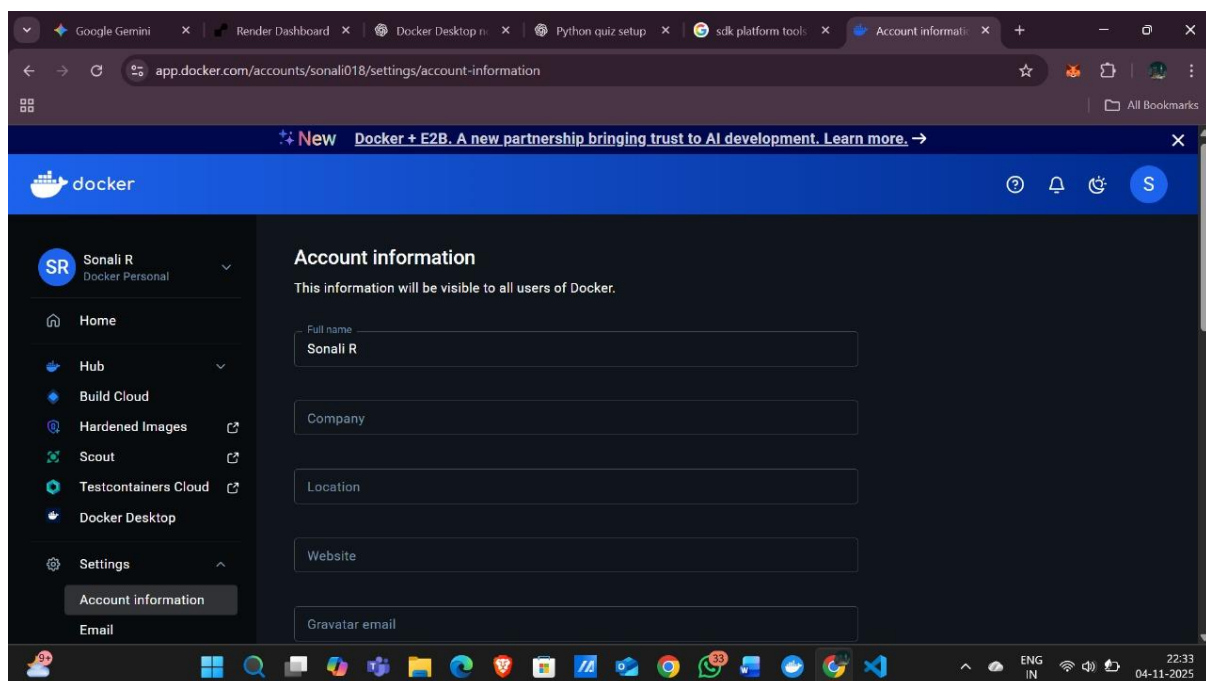 Google Gemini
Render Dashboard
Docker Desktop n
Python quiz setup
sdk platform tools
Account informatic
app.docker.com/accounts/sonali018/settings/account-information
All Bookmarks
New Docker + E2B. A new partnership bringing trust to AI development. Learn more. →
docker
S
SR
Sonali R
Docker Personal
Home
Hub
Build Cloud
Hardened Images
Scout
Testcontainers Cloud
Docker Desktop
Settings
Account information
Email
Account information
This information will be visible to all users of Docker.
Full name
Sonali R
Company
Location
Website
Gravatar email
9+
33
ENG
IN
22:33
04-11-2025